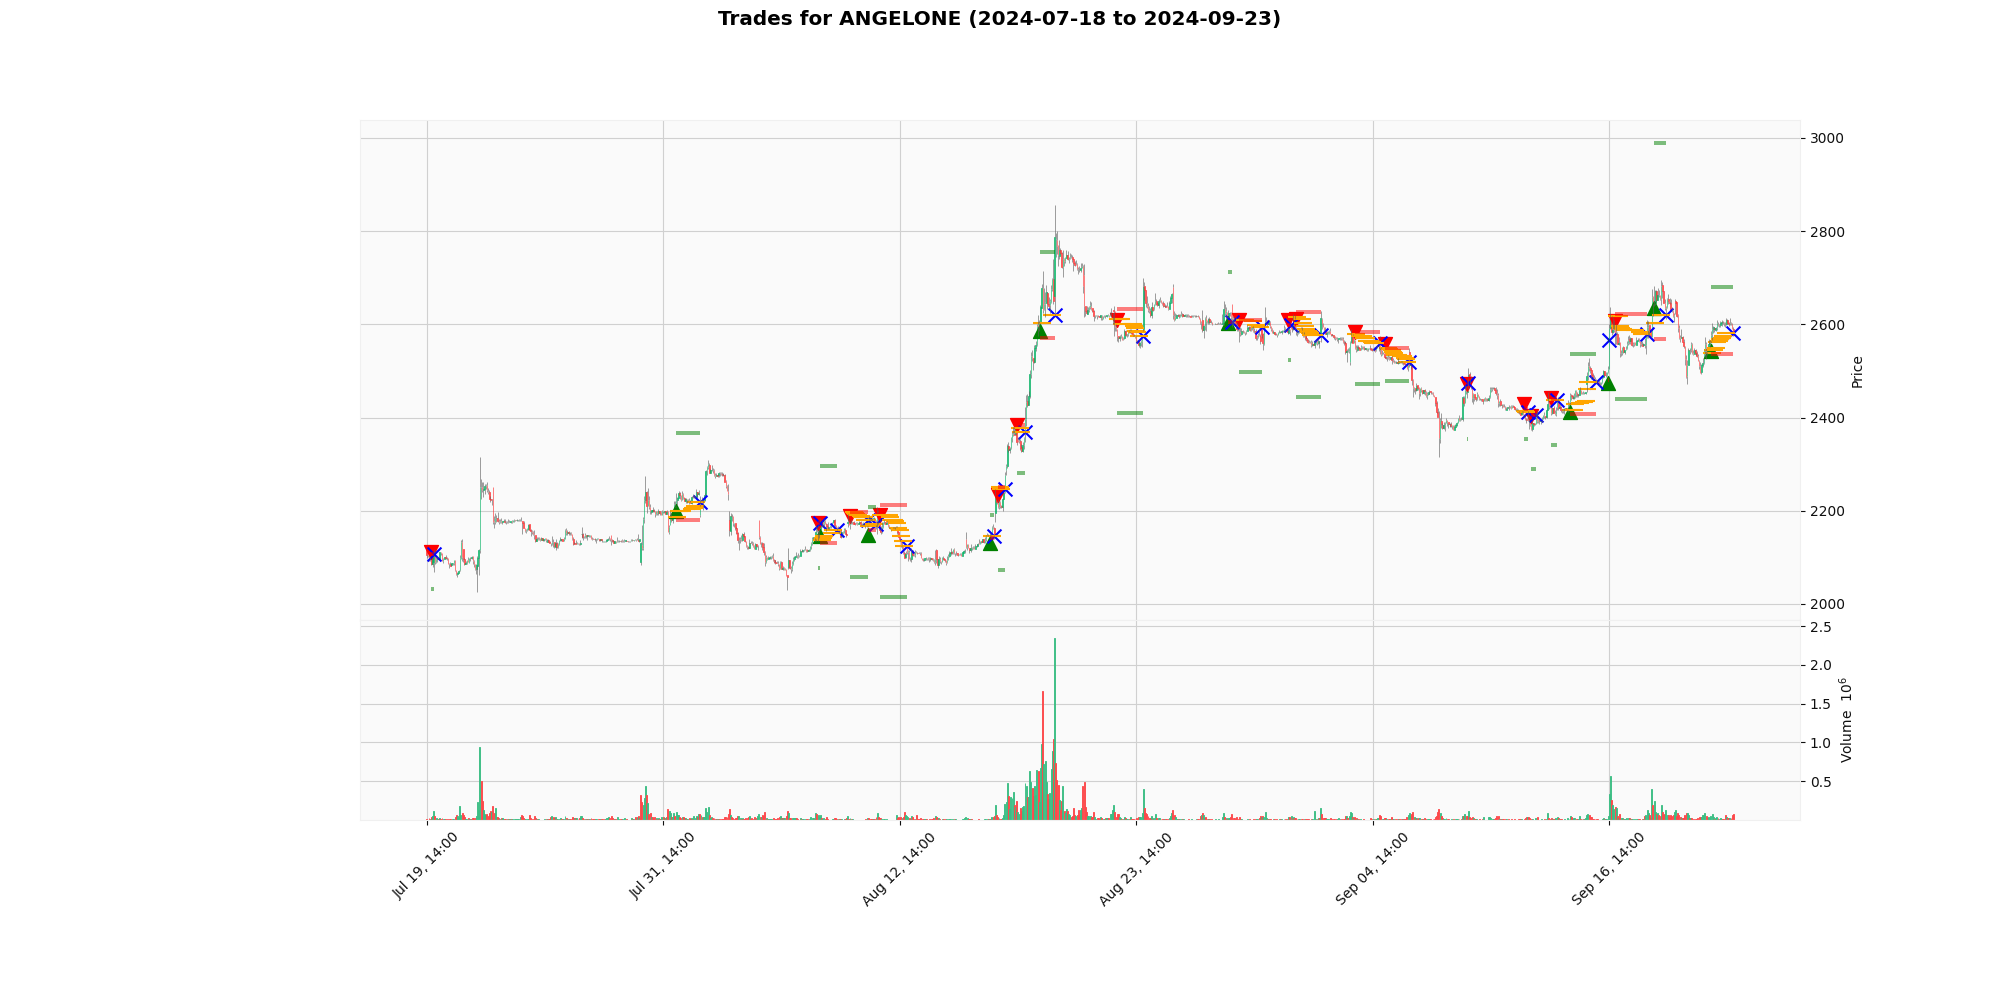 Trades for ANGELONE (2024-07-18 to 2024-09-23)
3000
2800
2600
2400
2200
2000
Price
2.5
2.0
1.5
1.0
0.5
Volume 10⁶
Jul 19, 14:00
Jul 31, 14:00
Aug 12, 14:00
Aug 23, 14:00
Sep 04, 14:00
Sep 16, 14:00